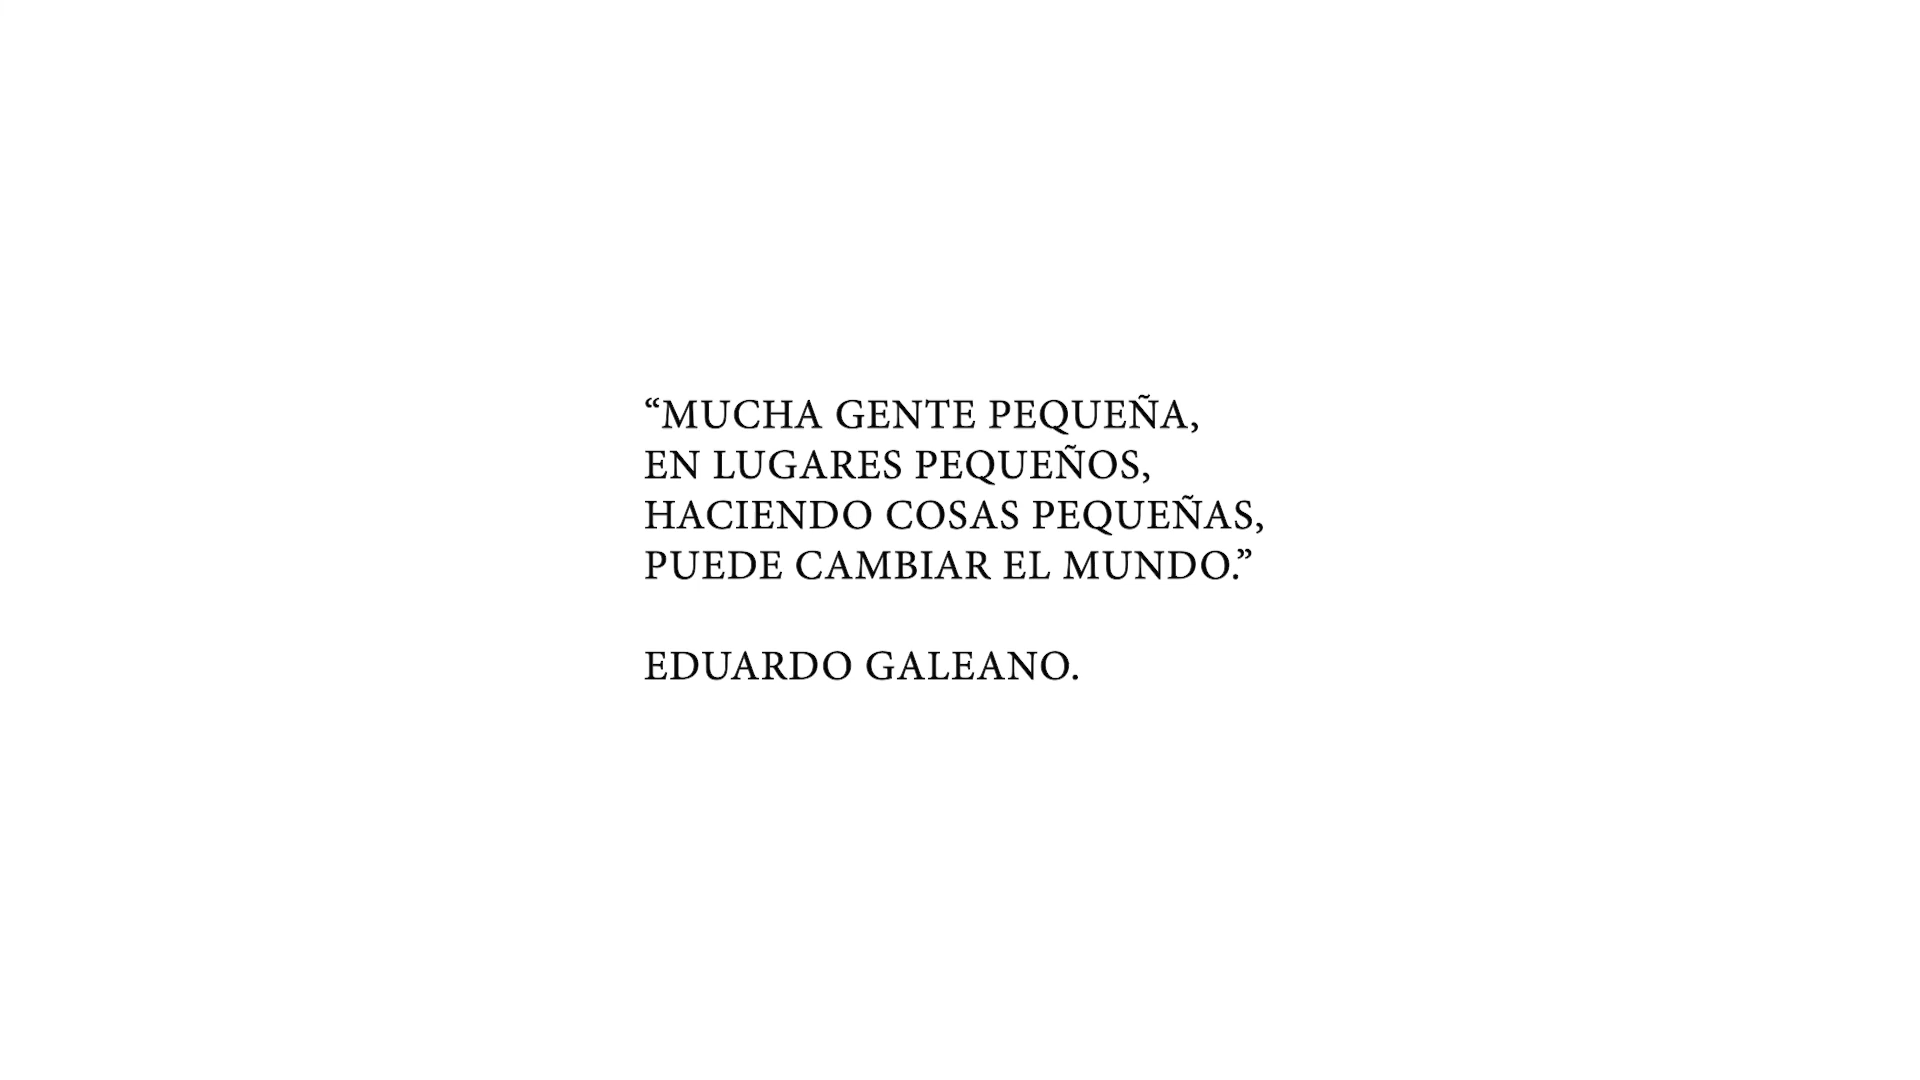 “MUCHA GENTE PEQUEÑA,
EN LUGARES PEQUEÑOS,
HACIENDO COSAS PEQUEÑAS,
PUEDE CAMBIAR EL MUNDO.”
EDUARDO GALEANO.